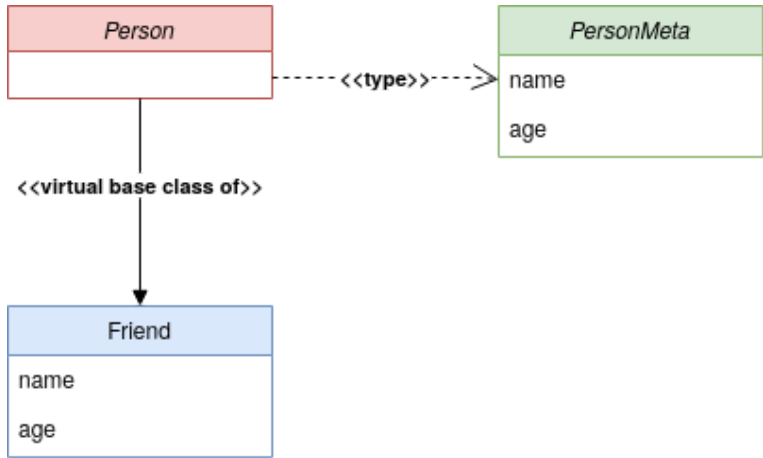 Person
PersonMeta
<<type>>
name
age
<<virtual base class of>>
Friend
name
age